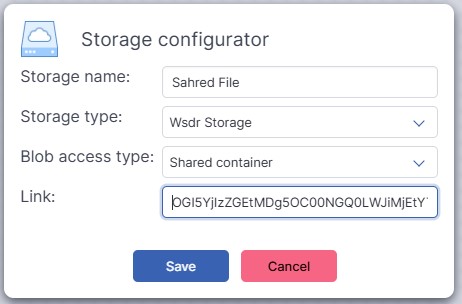 Storage configurator
Storage name:
Sahred File
Storage type:
Wsdr Storage
Blob access type:
Shared container
Link:
OGI5YjIzZGEtMDg5OC00NGQ0LWJiMjEtY
Save
Cancel